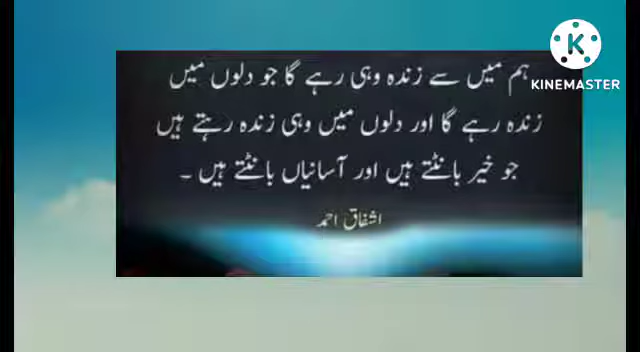 KINEMASTER
ہم میں سے زندہ وہی رہے گا جو دلوں میں
زندہ رہے گا اور دلوں میں وہی زندہ رہتے ہیں
جو خیر بانٹتے ہیں اور آسانیاں بانٹتے ہیں ۔
اشفاق احمد